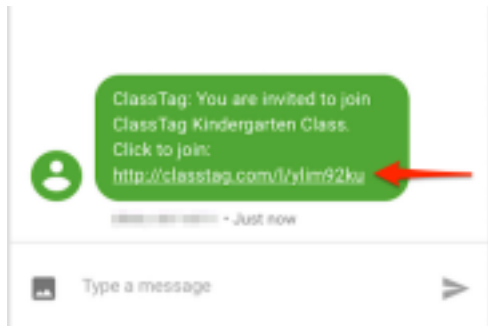 ClassTag: You are invited to join
ClassTag Kindergarten Class.
Click to join:
http://classtag.com/l/ylim92ku
• Just now
Type a message